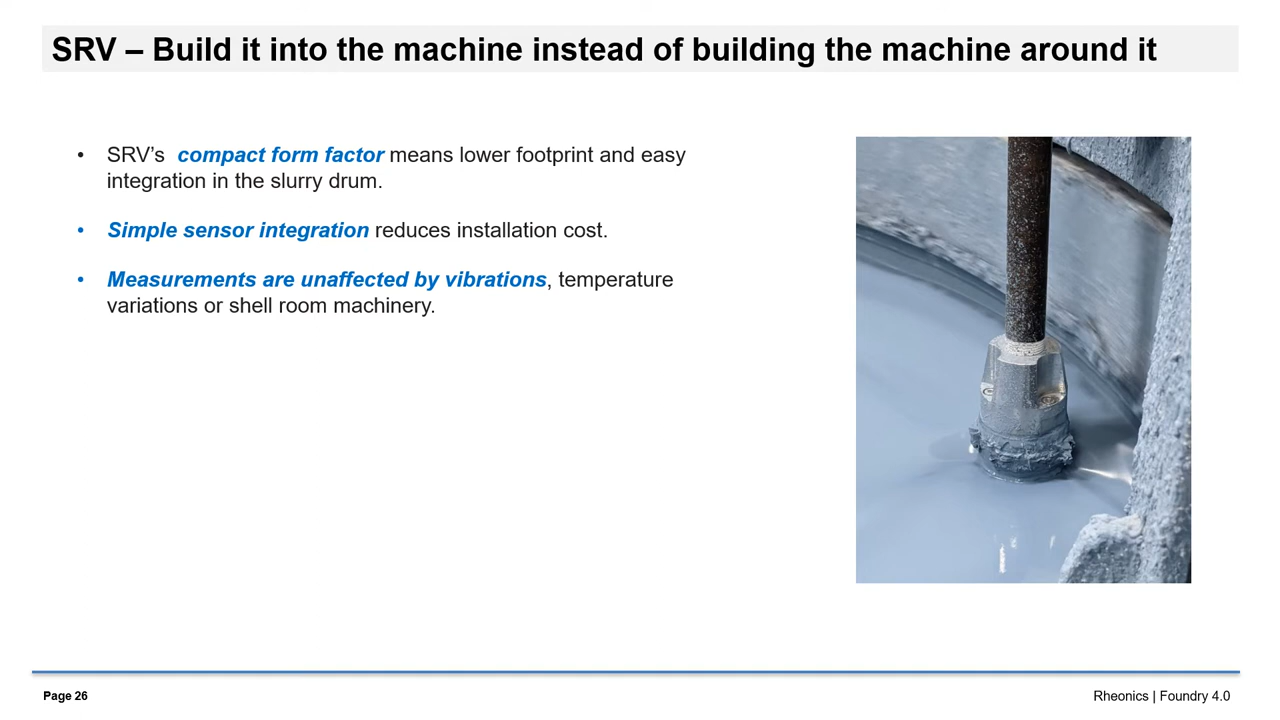 SRV – Build it into the machine instead of building the machine around it
• SRV’s  compact form factor means lower footprint and easy
integration in the slurry drum.
• Simple sensor integration reduces installation cost.
• Measurements are unaffected by vibrations, temperature
variations or shell room machinery.
Page 26
Rheonics | Foundry 4.0